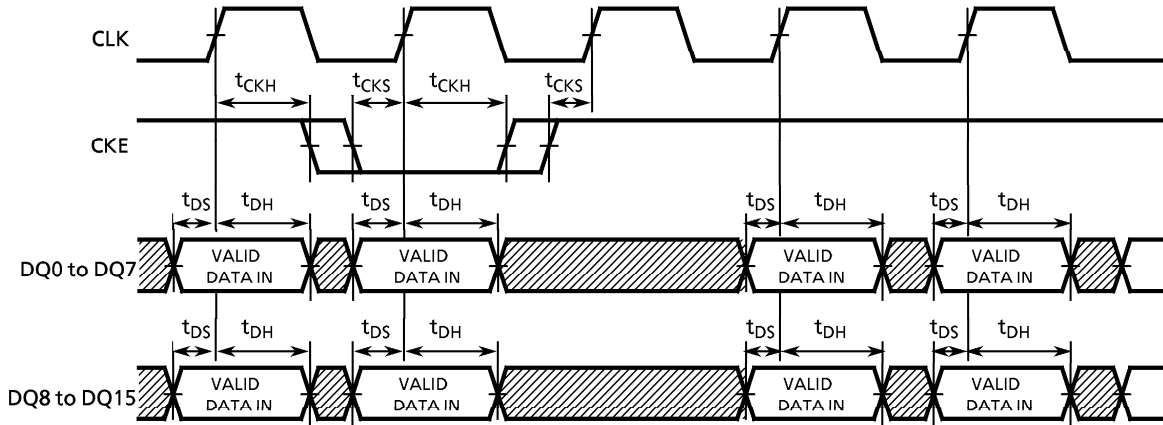 CLK
tCKH tCKS tCKH tCKS
CKE
tDS tDH tDS tDH tDS tDH tDS tDH
DQ0 to DQ7
VALID DATA IN
VALID DATA IN
VALID DATA IN
VALID DATA IN
tDS tDH tDS tDH tDS tDH tDS tDH
DQ8 to DQ15
VALID DATA IN
VALID DATA IN
VALID DATA IN
VALID DATA IN